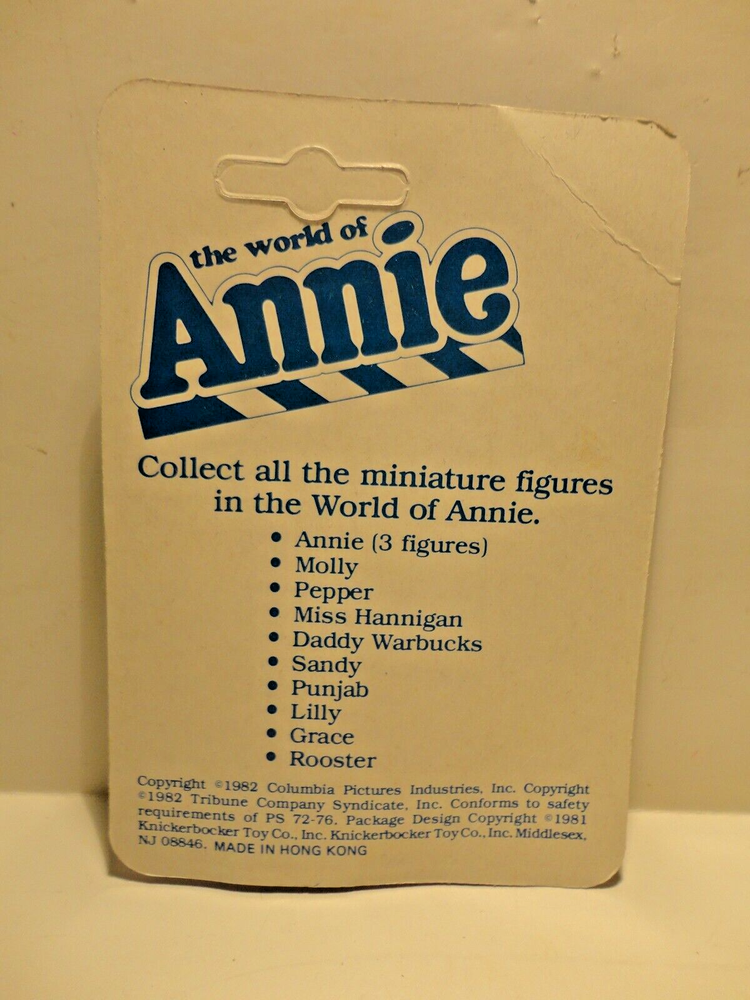 the world of
Annie
Collect all the miniature figures
in the World of Annie.
• Annie (3 figures)
• Molly
• Pepper
• Miss Hannigan
• Daddy Warbucks
• Sandy
• Punjab
• Lilly
• Grace
• Rooster
Copyright ©1982 Columbia Pictures Industries, Inc. Copyright
©1982 Tribune Company Syndicate, Inc. Conforms to safety
requirements of PS 72-76. Package Design Copyright ©1981
Knickerbocker Toy Co., Inc. Knickerbocker Toy Co., Inc. Middlesex,
NJ 08846. MADE IN HONG KONG